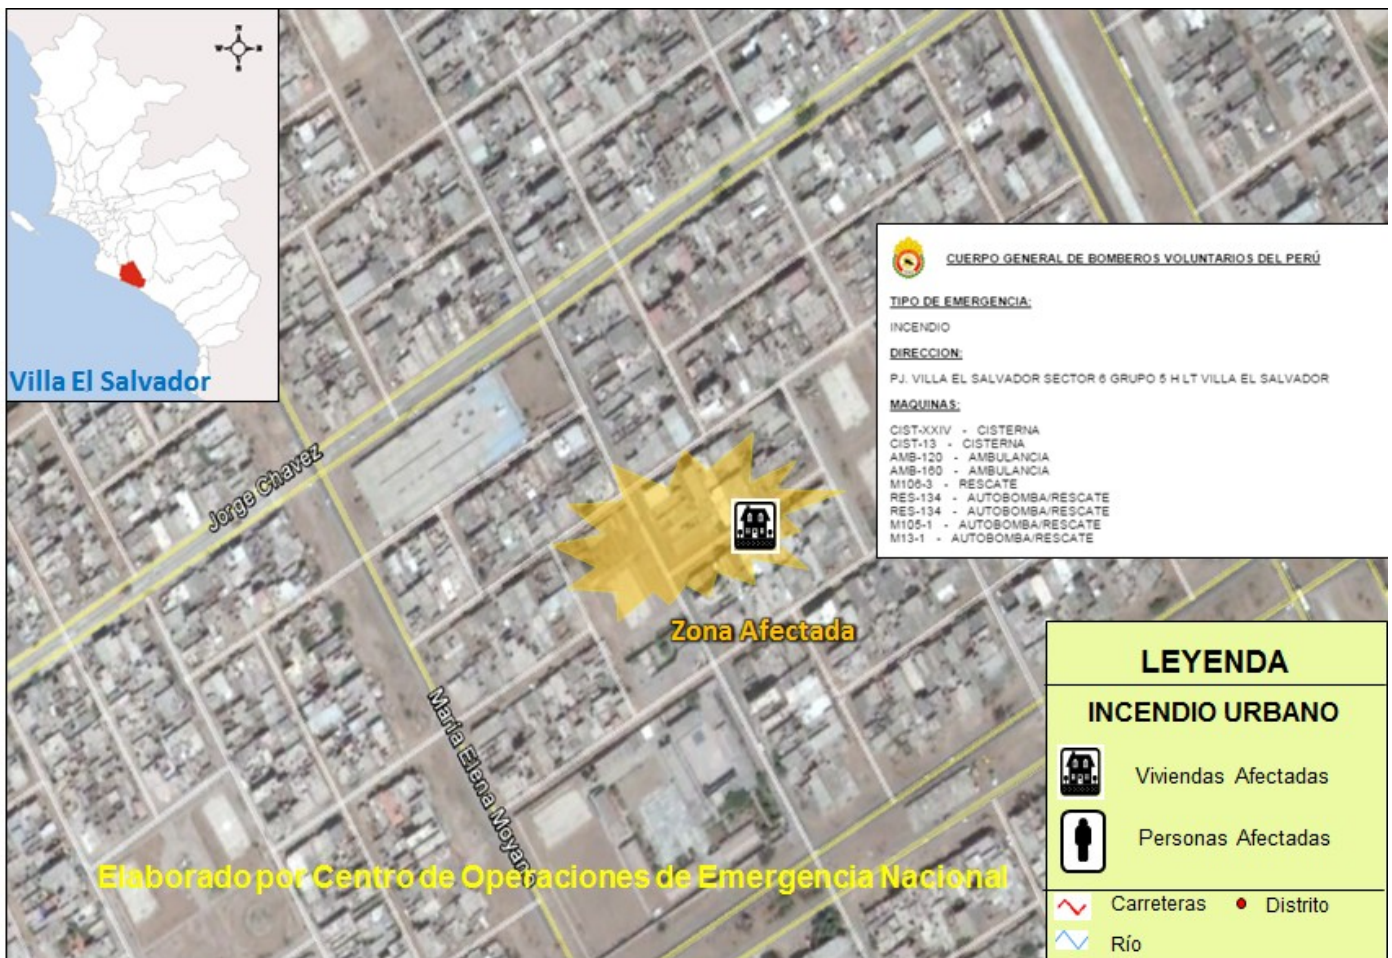 N
W
E
S
Villa El Salvador
CUERPO GENERAL DE BOMBEROS VOLUNTARIOS DEL PERÚ
TIPO DE EMERGENCIA:
INCENDIO
DIRECCION:
PJ. VILLA EL SALVADOR SECTOR 6 GRUPO 5 H LT VILLA EL SALVADOR
MAQUINAS:
CIST-XXIV - CISTERNA
CIST-13 - CISTERNA
AMB-120 - AMBULANCIA
AMB-160 - AMBULANCIA
M106-3 - RESCATE
RES-134 - AUTOBOMBA/RESCATE
RES-134 - AUTOBOMBA/RESCATE
M105-1 - AUTOBOMBA/RESCATE
M13-1 - AUTOBOMBA/RESCATE
Jorge Chavez
Zona Afectada
María Elena Moyano
Elaborado por Centro de Operaciones de Emergencia Nacional
LEYENDA
INCENDIO URBANO
Viviendas Afectadas
Personas Afectadas
Carreteras
Distrito
Río